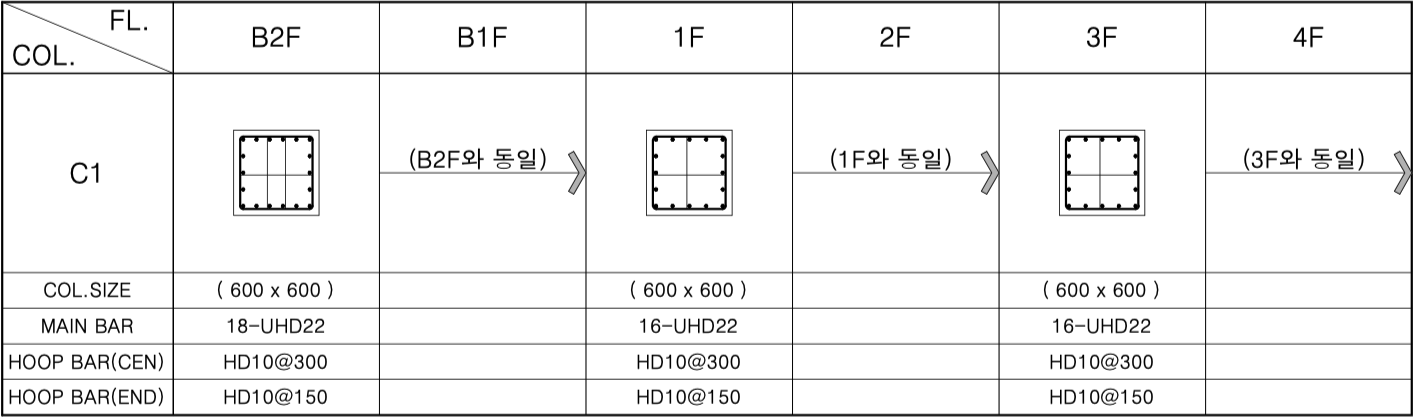 FL.
COL.
B2F B1F 1F 2F 3F 4F
C1 (B2F와 동일) (1F와 동일) (3F와 동일)
COL.SIZE ( 600 x 600 ) ( 600 x 600 ) ( 600 x 600 )
MAIN BAR 18-UHD22 16-UHD22 16-UHD22
HOOP BAR(CEN) HD10@300 HD10@300 HD10@300
HOOP BAR(END) HD10@150 HD10@150 HD10@150